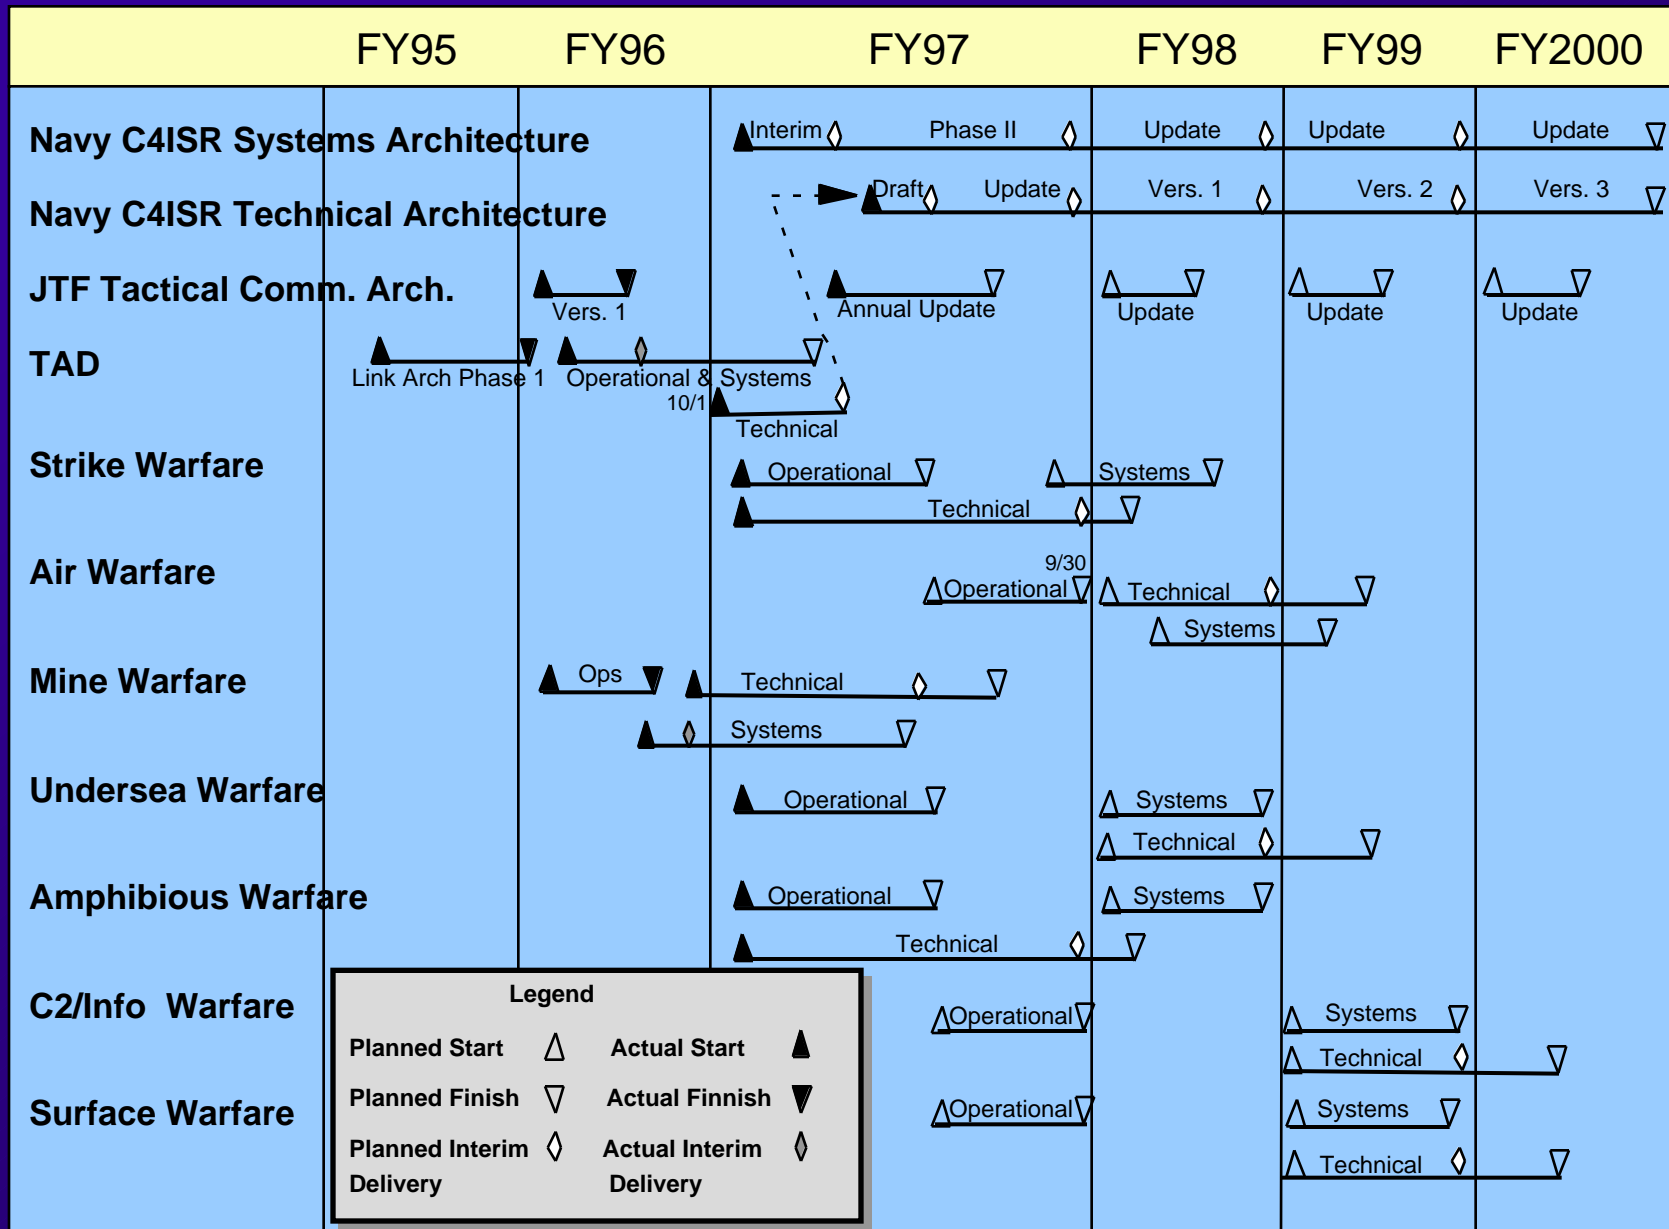 FY95 FY96 FY97 FY98 FY99 FY2000
Navy C4ISR Systems Architecture Interim Phase II Update Update Update
Navy C4ISR Technical Architecture Draft Update Vers. 1 Vers. 2 Vers. 3
JTF Tactical Comm. Arch. Vers. 1 Annual Update Update Update Update
TAD Link Arch Phase 1 Operational & Systems
10/1
Technical
Strike Warfare Operational Systems
Technical
9/30
Air Warfare Operational Technical
Systems
Mine Warfare Ops Technical
Systems
Undersea Warfare Operational Systems
Technical
Amphibious Warfare Operational Systems
Technical
C2/Info Warfare Operational Systems
Technical
Surface Warfare Operational Systems
Technical
Legend
Planned Start Actual Start
Planned Finish Actual Finnish
Planned Interim Actual Interim
Delivery Delivery